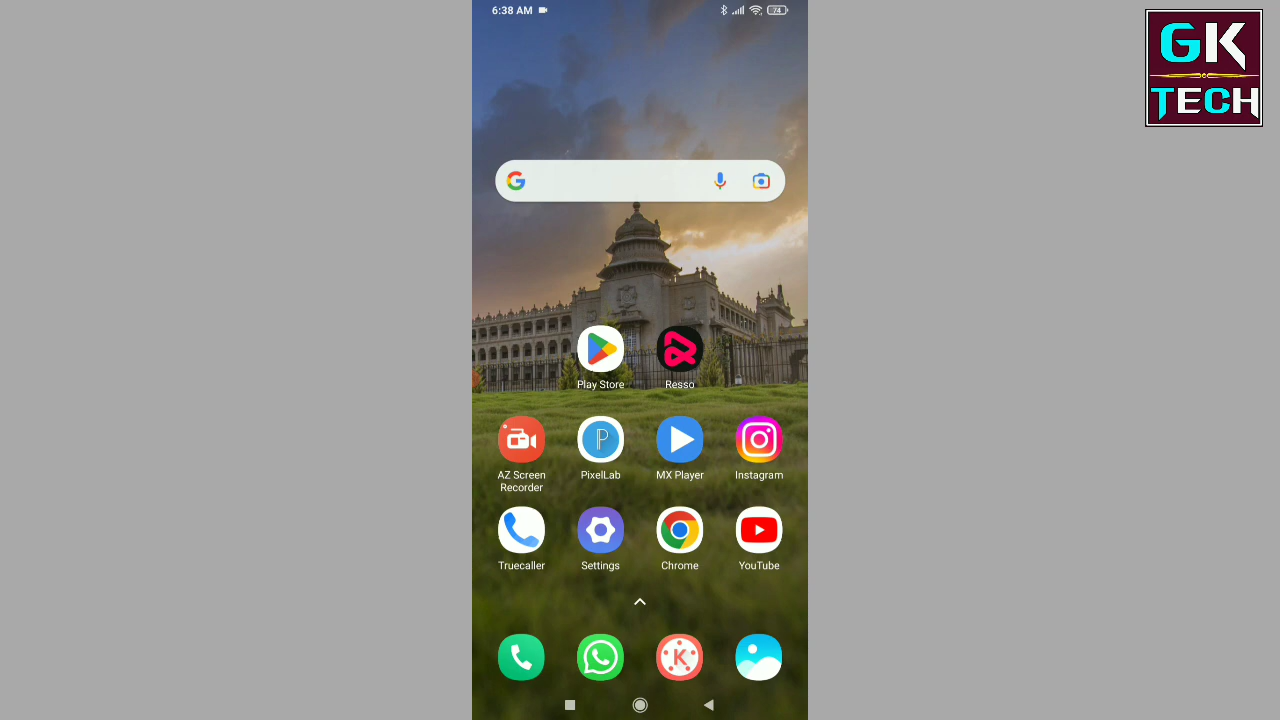 6:38 AM
74
GK
TECH
Play Store
Resso
AZ Screen
Recorder
PixelLab
MX Player
Instagram
Truecaller
Settings
Chrome
YouTube